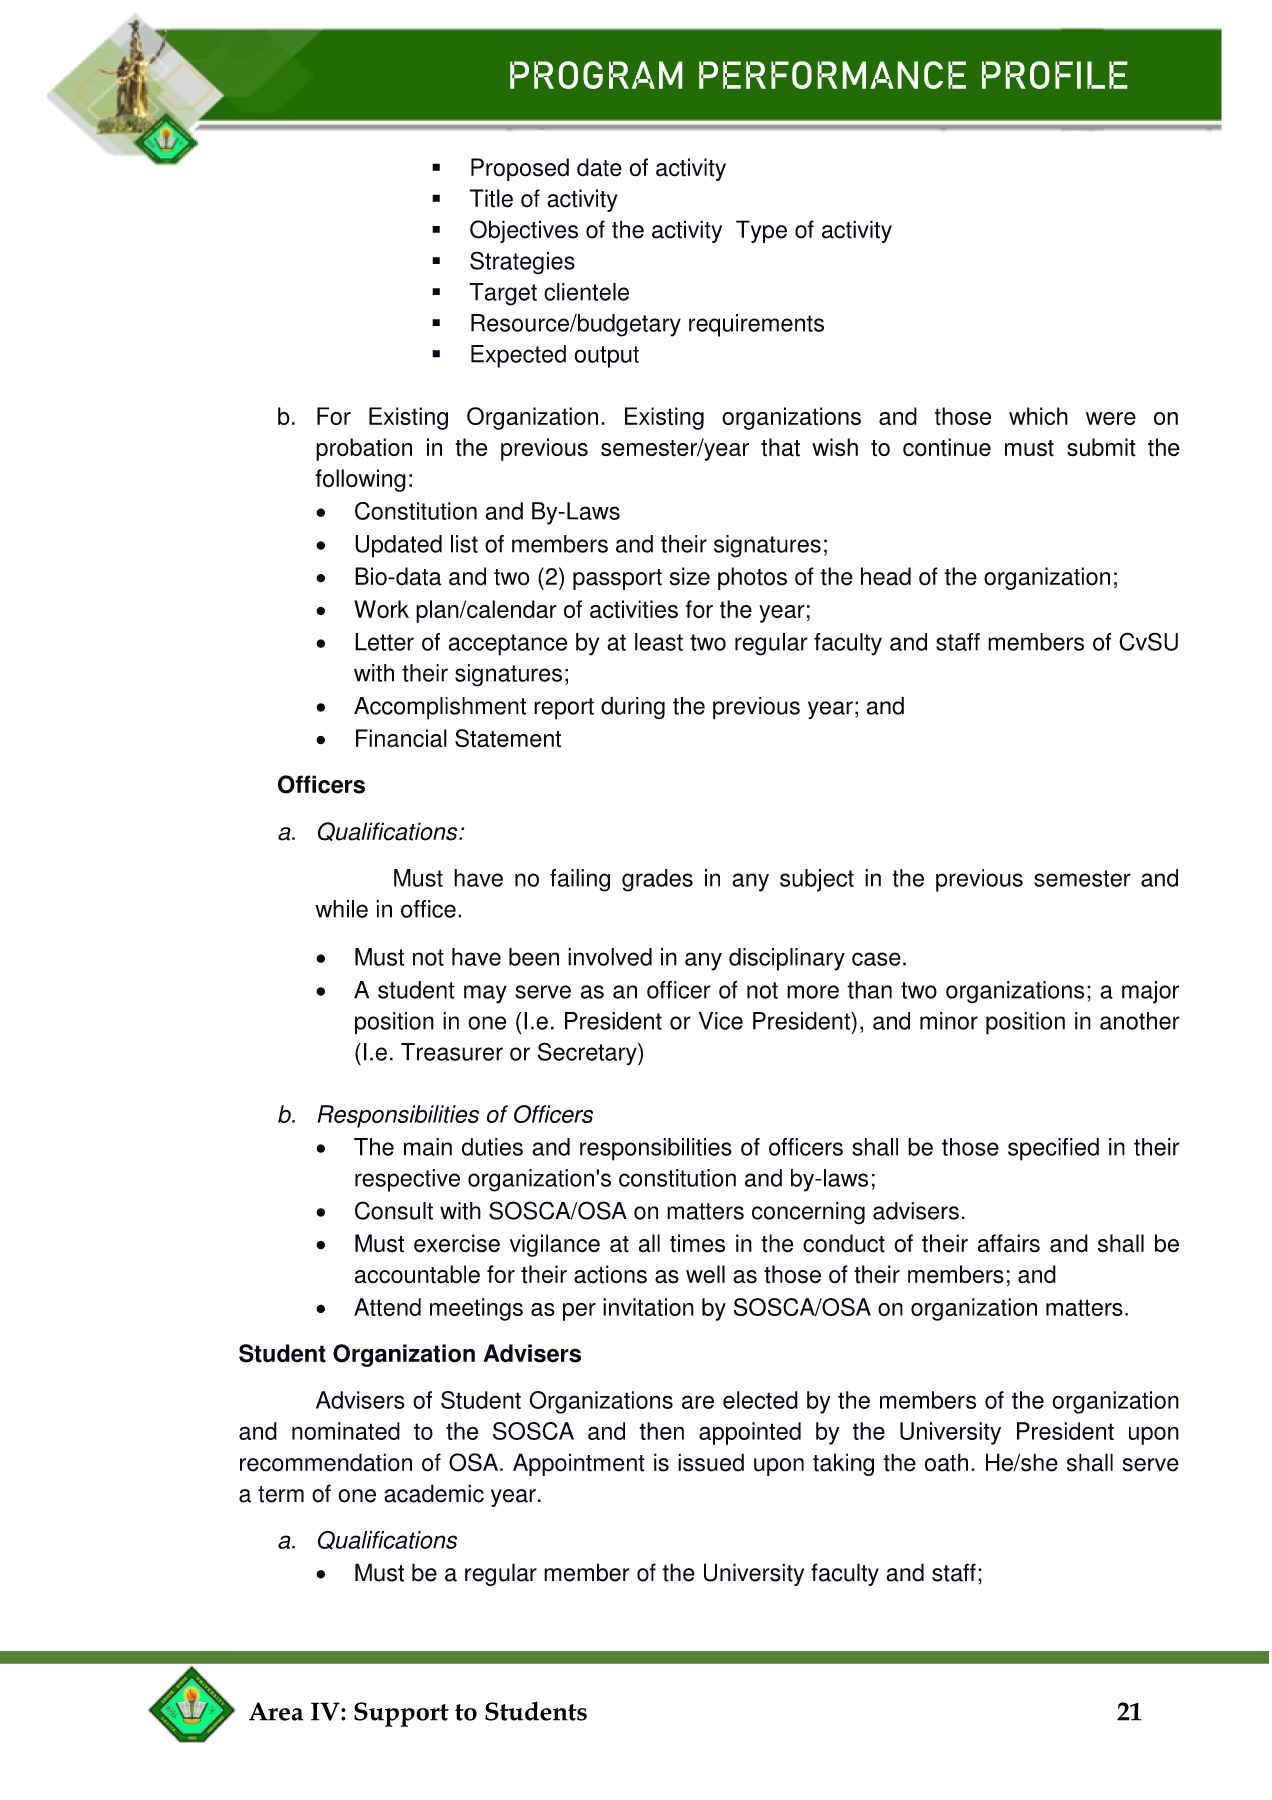 PROGRAM PERFORMANCE PROFILE
▪ Proposed date of activity
▪ Title of activity
▪ Objectives of the activity  Type of activity
▪ Strategies
▪ Target clientele
▪ Resource/budgetary requirements
▪ Expected output
b. For Existing Organization. Existing organizations and those which were on
probation in the previous semester/year that wish to continue must submit the
following:
• Constitution and By-Laws
• Updated list of members and their signatures;
• Bio-data and two (2) passport size photos of the head of the organization;
• Work plan/calendar of activities for the year;
• Letter of acceptance by at least two regular faculty and staff members of CvSU
with their signatures;
• Accomplishment report during the previous year; and
• Financial Statement
Officers
a. Qualifications:
Must have no failing grades in any subject in the previous semester and
while in office.
• Must not have been involved in any disciplinary case.
• A student may serve as an officer of not more than two organizations; a major
position in one (I.e. President or Vice President), and minor position in another
(I.e. Treasurer or Secretary)
b. Responsibilities of Officers
• The main duties and responsibilities of officers shall be those specified in their
respective organization's constitution and by-laws;
• Consult with SOSCA/OSA on matters concerning advisers.
• Must exercise vigilance at all times in the conduct of their affairs and shall be
accountable for their actions as well as those of their members; and
• Attend meetings as per invitation by SOSCA/OSA on organization matters.
Student Organization Advisers
Advisers of Student Organizations are elected by the members of the organization
and nominated to the SOSCA and then appointed by the University President upon
recommendation of OSA. Appointment is issued upon taking the oath. He/she shall serve
a term of one academic year.
a. Qualifications
• Must be a regular member of the University faculty and staff;
Area IV: Support to Students 21